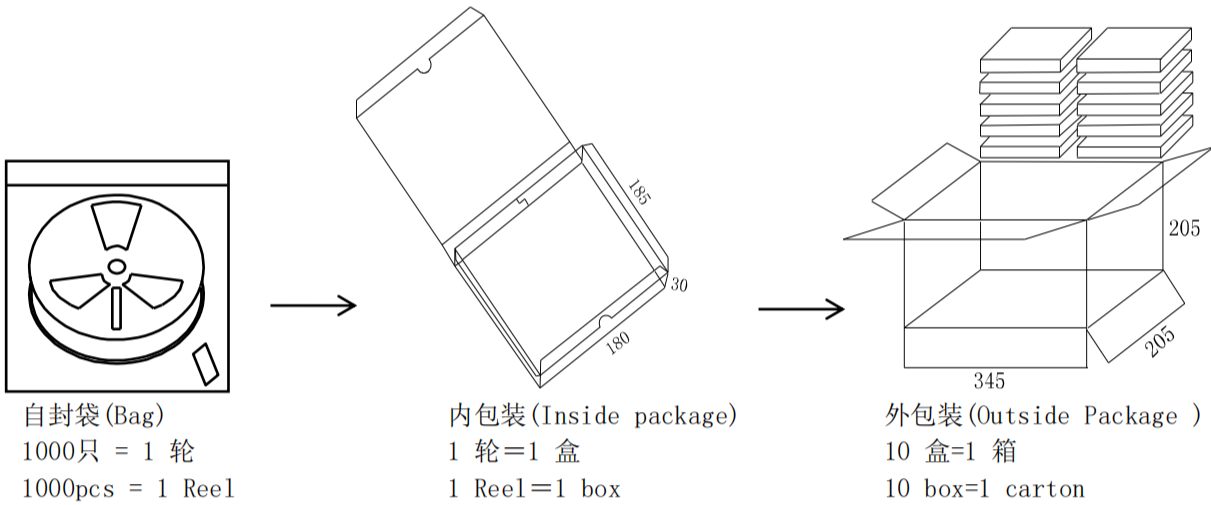 185
30
180
205
205
345
自封袋(Bag)
1000只 = 1 轮
1000pcs = 1 Reel
内包装(Inside package)
1 轮＝1 盒
1 Reel＝1 box
外包装(Outside Package )
10 盒=1 箱
10 box=1 carton